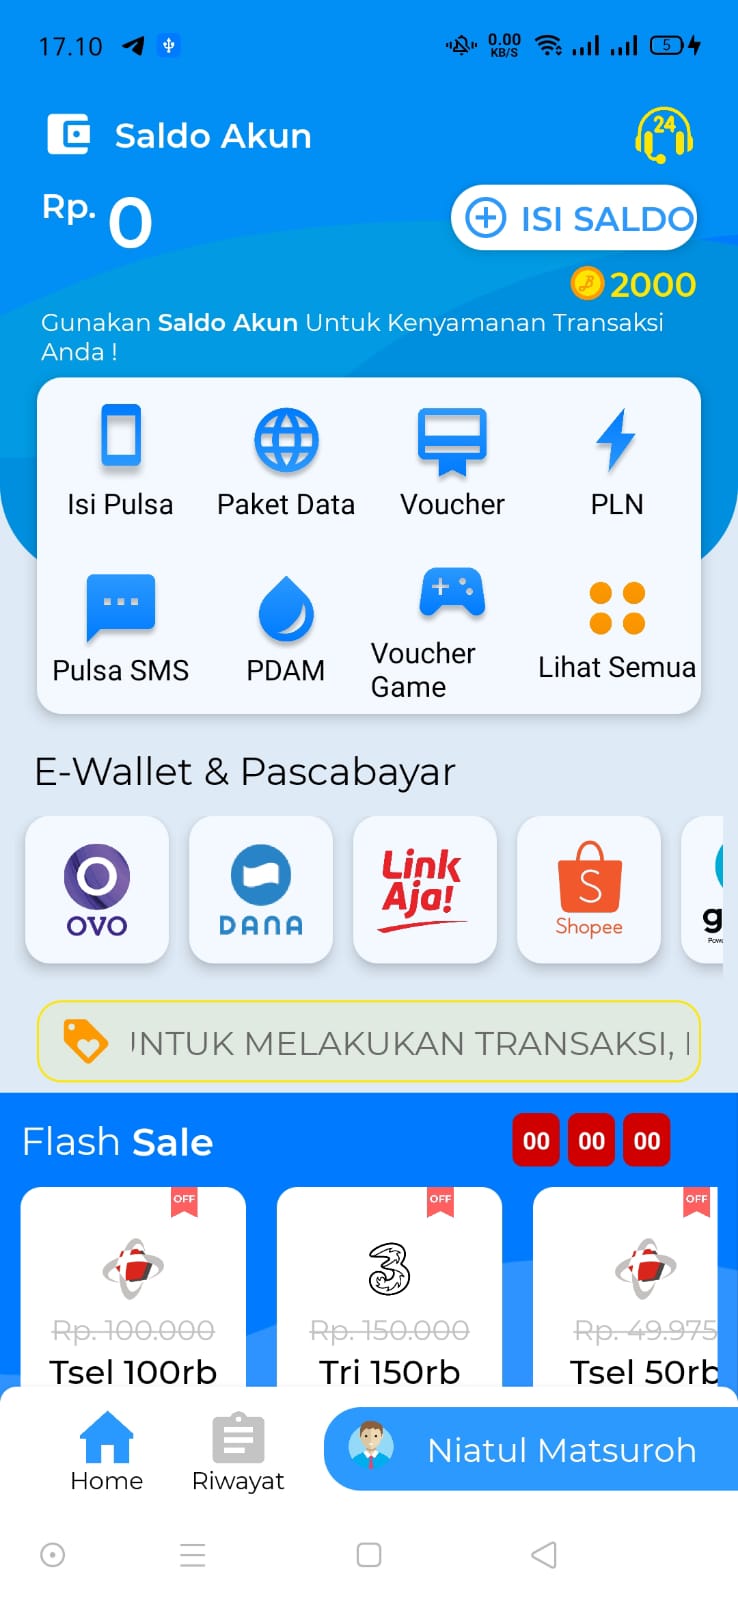 17.10
0.00
KB/S
5
Saldo Akun
24
Rp. 0
ISI SALDO
2000
Gunakan Saldo Akun Untuk Kenyamanan Transaksi
Anda !
Isi Pulsa Paket Data Voucher PLN
Pulsa SMS PDAM Voucher Game Lihat Semua
E-Wallet & Pascabayar
OVO DANA Link Aja! Shopee
UNTUK MELAKUKAN TRANSAKSI,
Flash Sale 00 00 00
OFF OFF OFF
3
Rp. 100.000 Rp. 150.000 Rp. 49.975
Tsel 100rb Tri 150rb Tsel 50rb
Home Riwayat Niatul Matsuroh